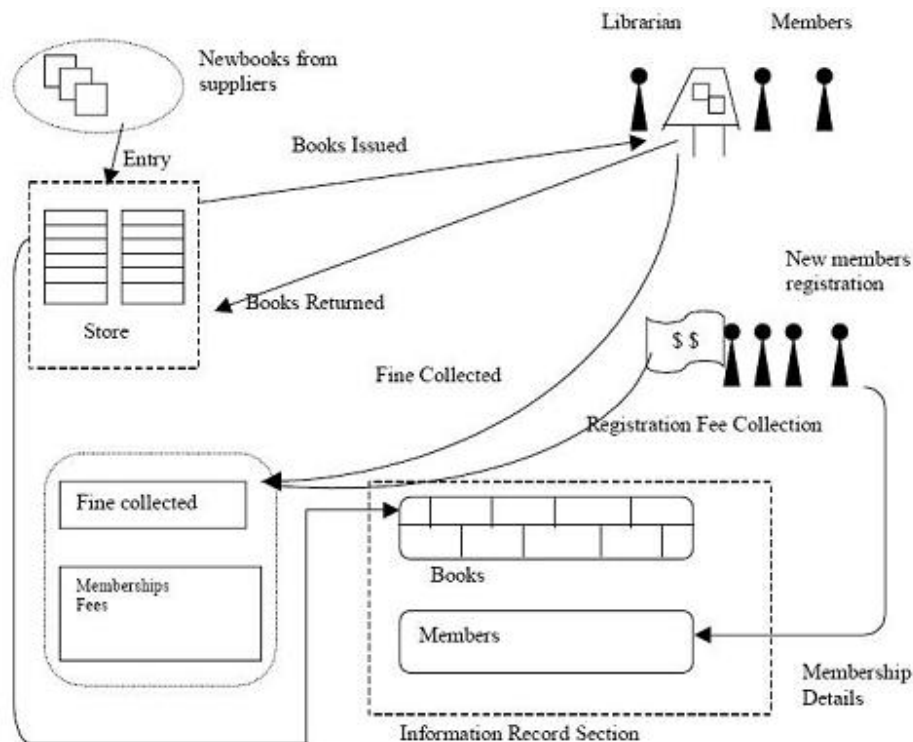 Librarian
Members
Newbooks from
suppliers
Books Issued
Entry
New members
registration
Books Returned
Store
$ $
Fine Collected
Registration Fee Collection
Fine collected
Memberships
Fees
Books
Members
Membership
Details
Information Record Section